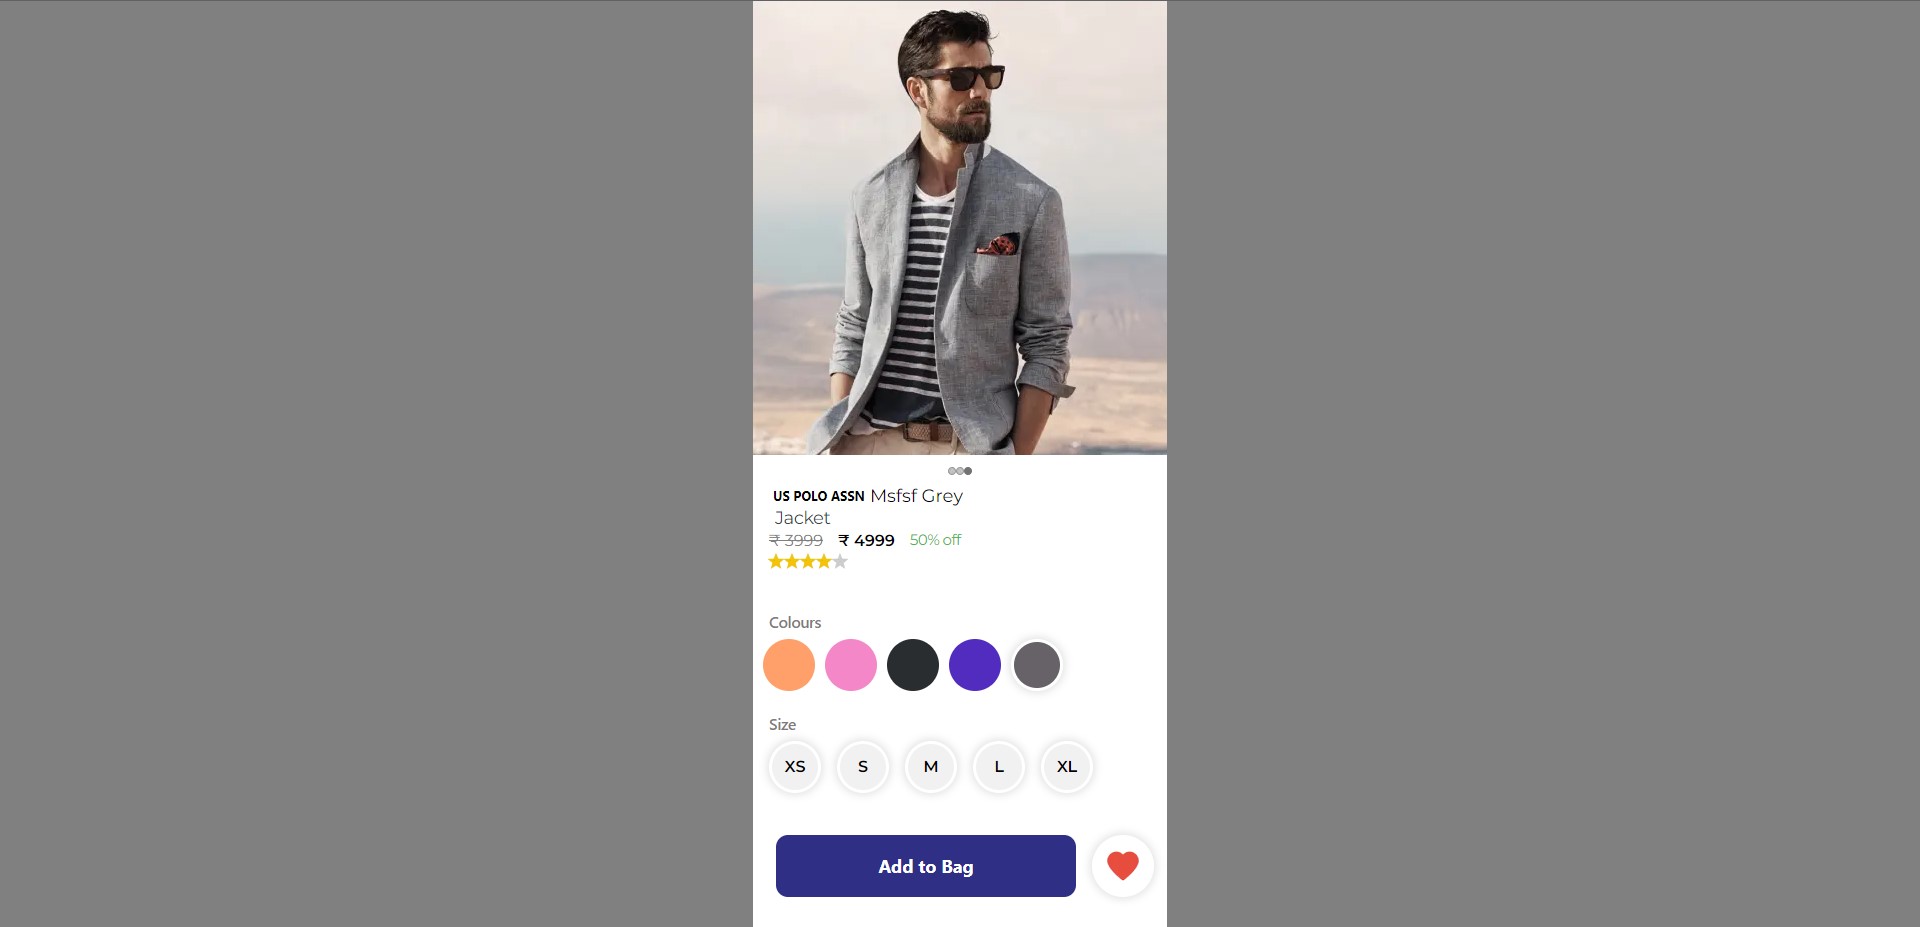 US POLO ASSN Msfsf Grey
Jacket
₹ 3999 ₹ 4999 50% off
Colours
Size
XS S M L XL
Add to Bag